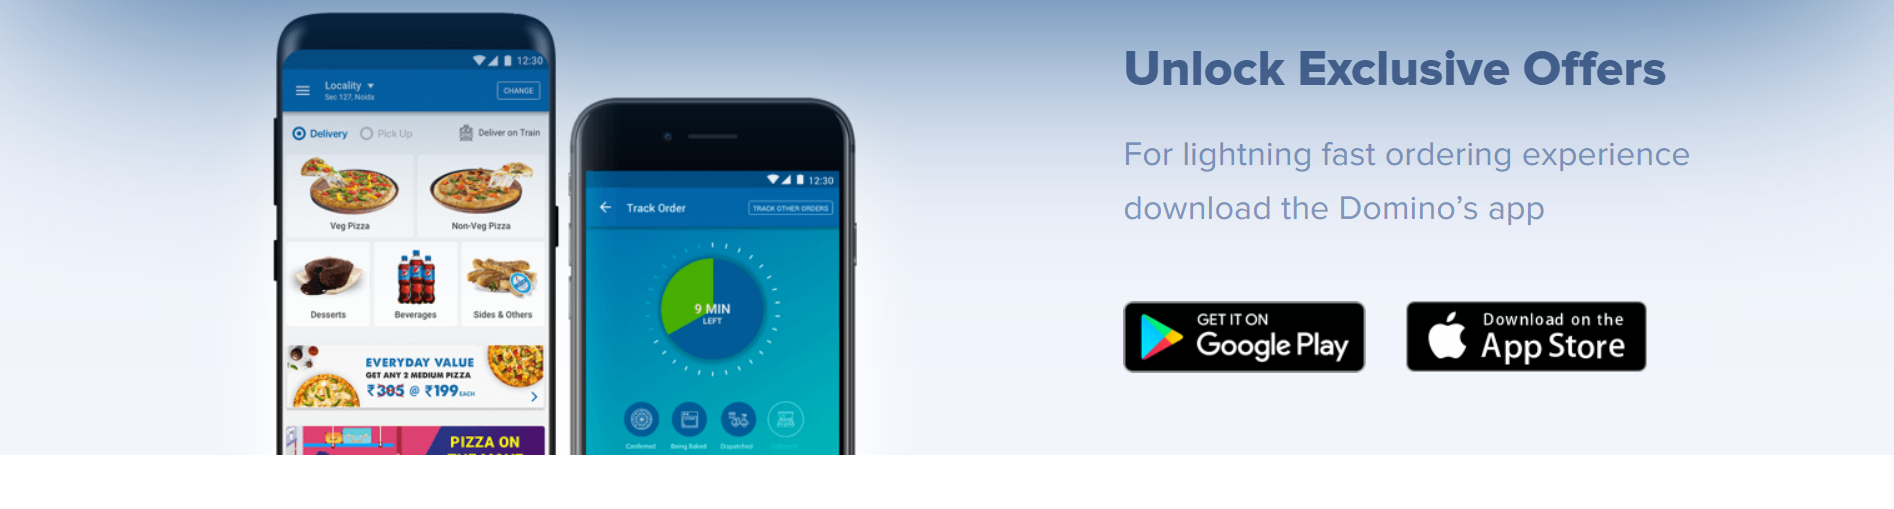 12:30
Locality
Sec 127, Noida
CHANGE
Delivery
Pick Up
Deliver on Train
Veg Pizza
Non-Veg Pizza
Desserts
Beverages
Sides & Others
EVERYDAY VALUE
GET ANY 2 MEDIUM PIZZA
₹305 @ ₹199 EACH
PIZZA ON
12:30
Track Order
TRACK OTHER ORDERS
9 MIN
LEFT
Confirmed
Being Baked
Dispatched
Unlock Exclusive Offers
For lightning fast ordering experience
download the Domino's app
GET IT ON
Google Play
Download on the
App Store